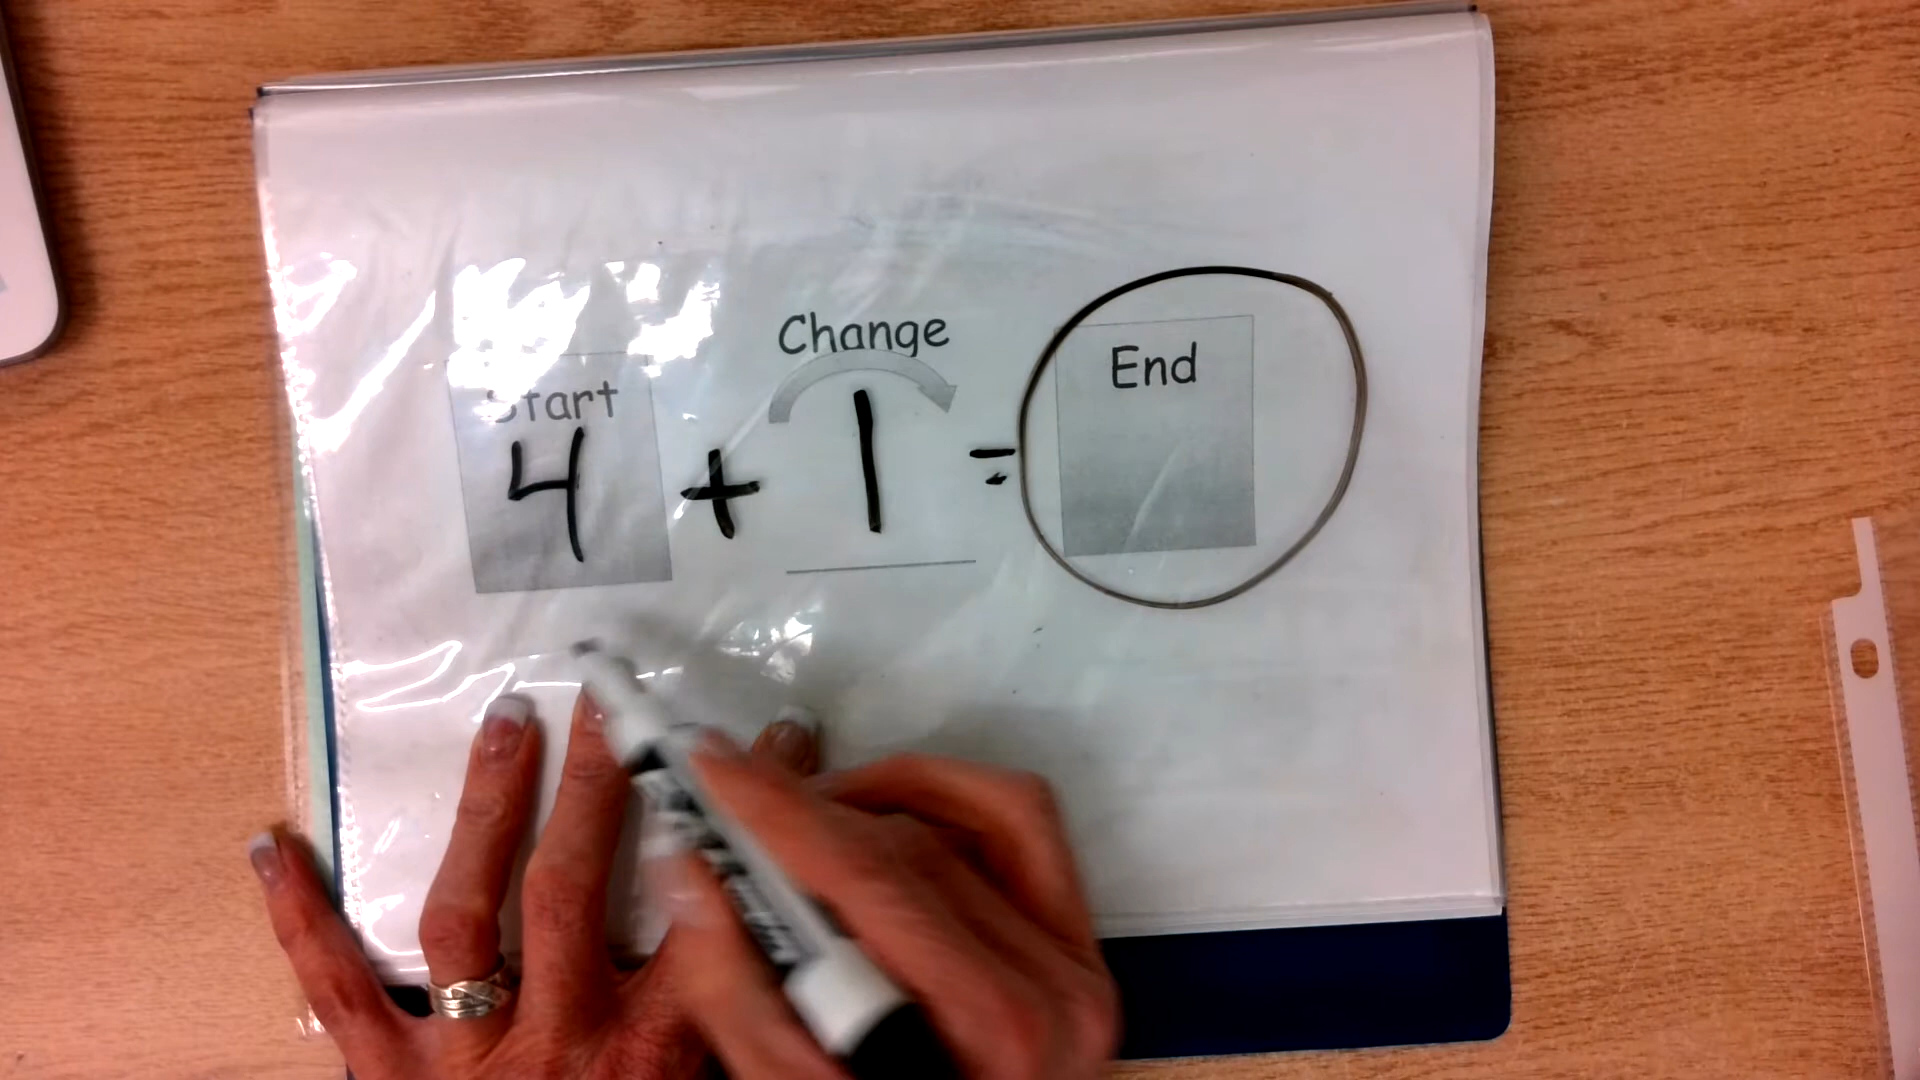 Change
Start
End
4 + 1 =